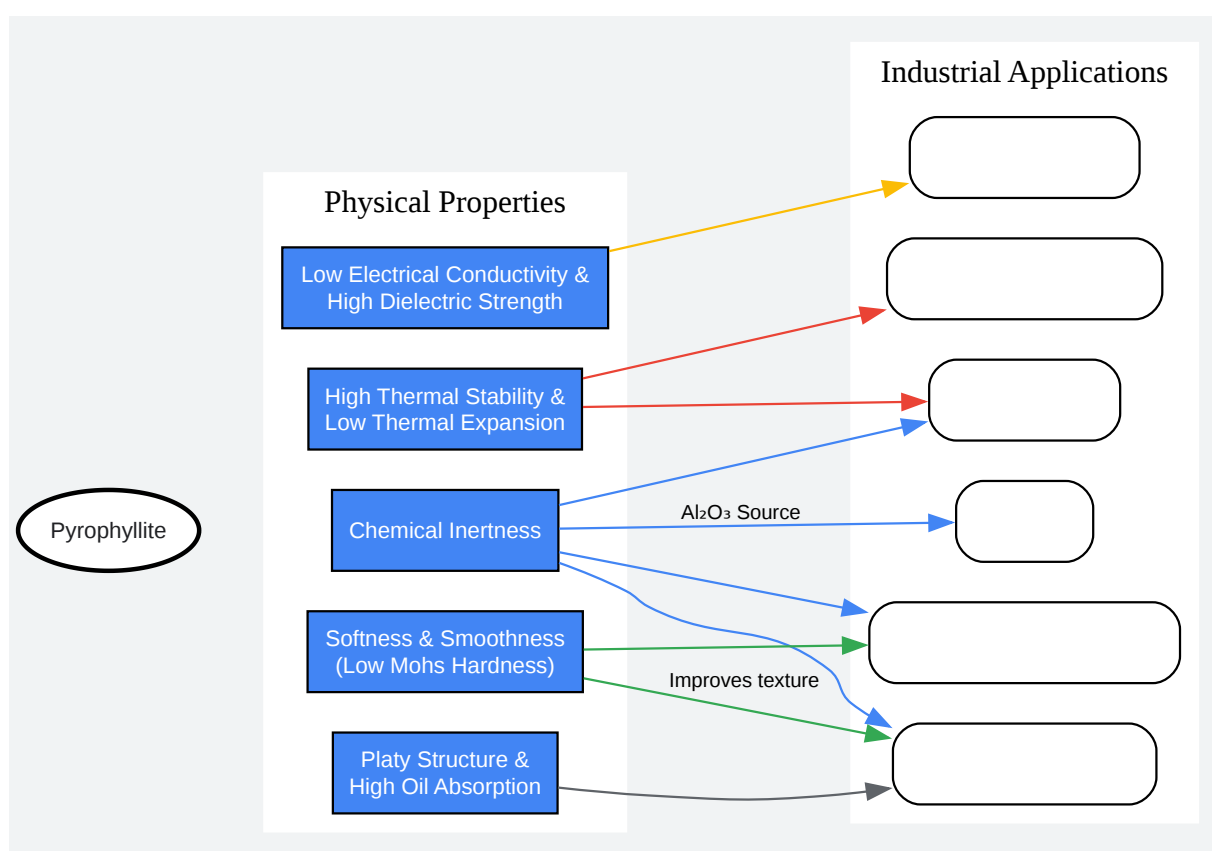 Industrial Applications
Physical Properties
Low Electrical Conductivity &
High Dielectric Strength
High Thermal Stability &
Low Thermal Expansion
Pyrophyllite
Chemical Inertness
Al₂O₃ Source
Softness & Smoothness
(Low Mohs Hardness)
Improves texture
Platy Structure &
High Oil Absorption